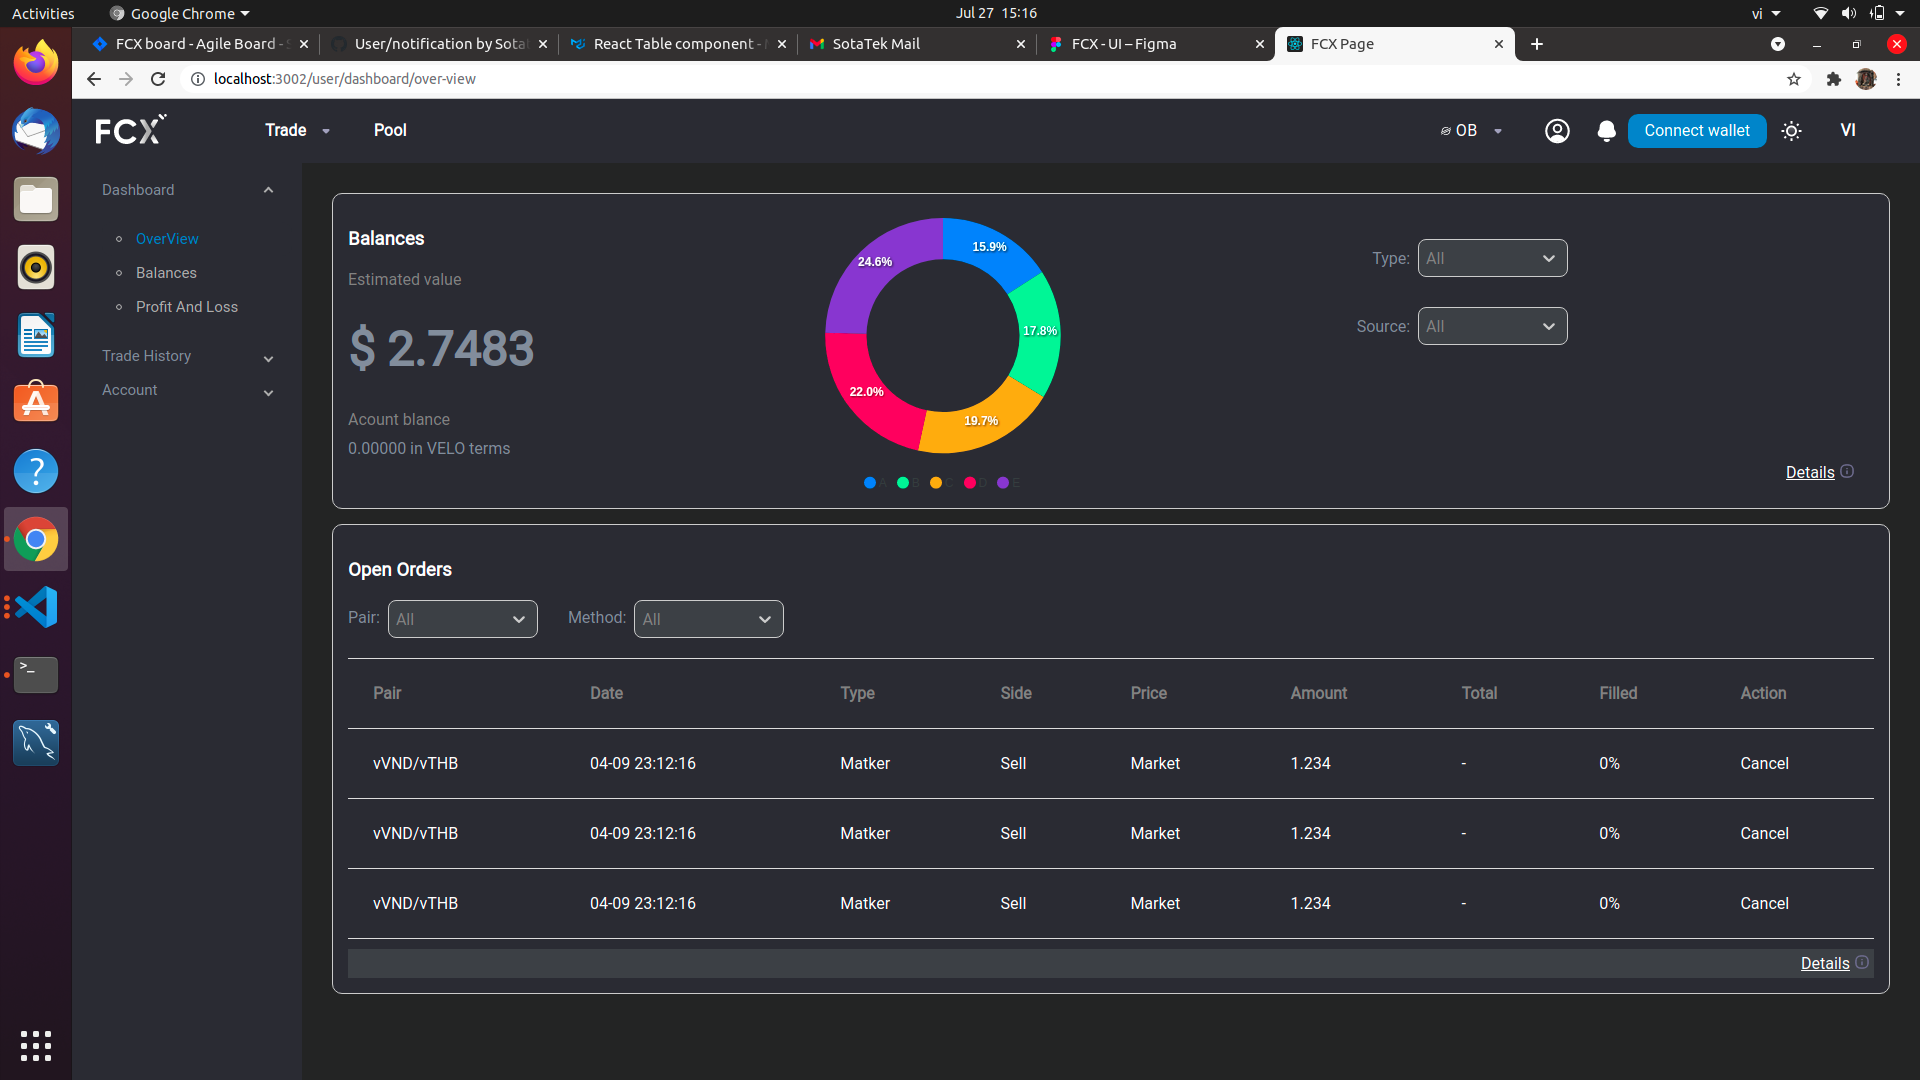 Activities Google Chrome Jul 27 15:16 vi
FCX board - Agile Board - User/notification by Sota React Table component - SotaTek Mail FCX - UI – Figma FCX Page
localhost:3002/user/dashboard/over-view
FCX Trade Pool OB Connect wallet VI
Dashboard
OverView
Balances
Profit And Loss
Trade History
Account
Balances
Estimated value
$ 2.7483
Acount blance
0.00000 in VELO terms
15.9%
17.8%
19.7%
22.0%
24.6%
A B C D E
Type: All
Source: All
Details
Open Orders
Pair: All Method: All
Pair Date Type Side Price Amount Total Filled Action
vVND/vTHB 04-09 23:12:16 Matker Sell Market 1.234 - 0% Cancel
vVND/vTHB 04-09 23:12:16 Matker Sell Market 1.234 - 0% Cancel
vVND/vTHB 04-09 23:12:16 Matker Sell Market 1.234 - 0% Cancel
Details